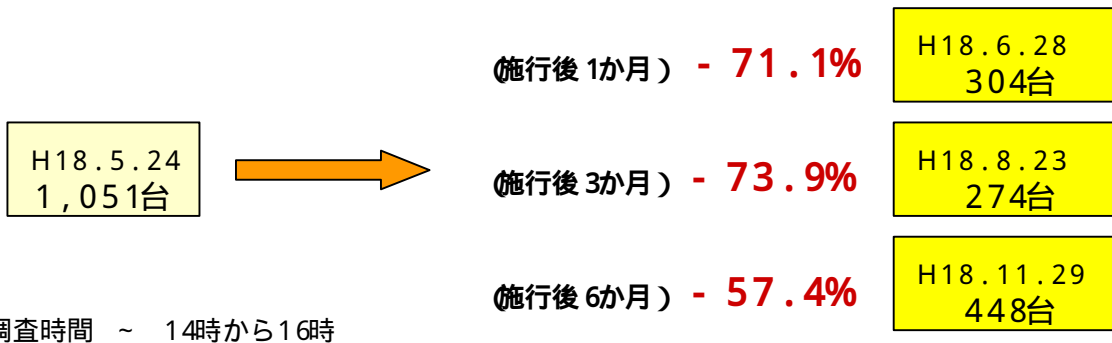 H18.5.24
1,051台
(施行後1か月) - 71.1%
H18.6.28
304台
(施行後3か月) - 73.9%
H18.8.23
274台
(施行後6か月) - 57.4%
H18.11.29
448台
調査時間 ~ 14時から16時